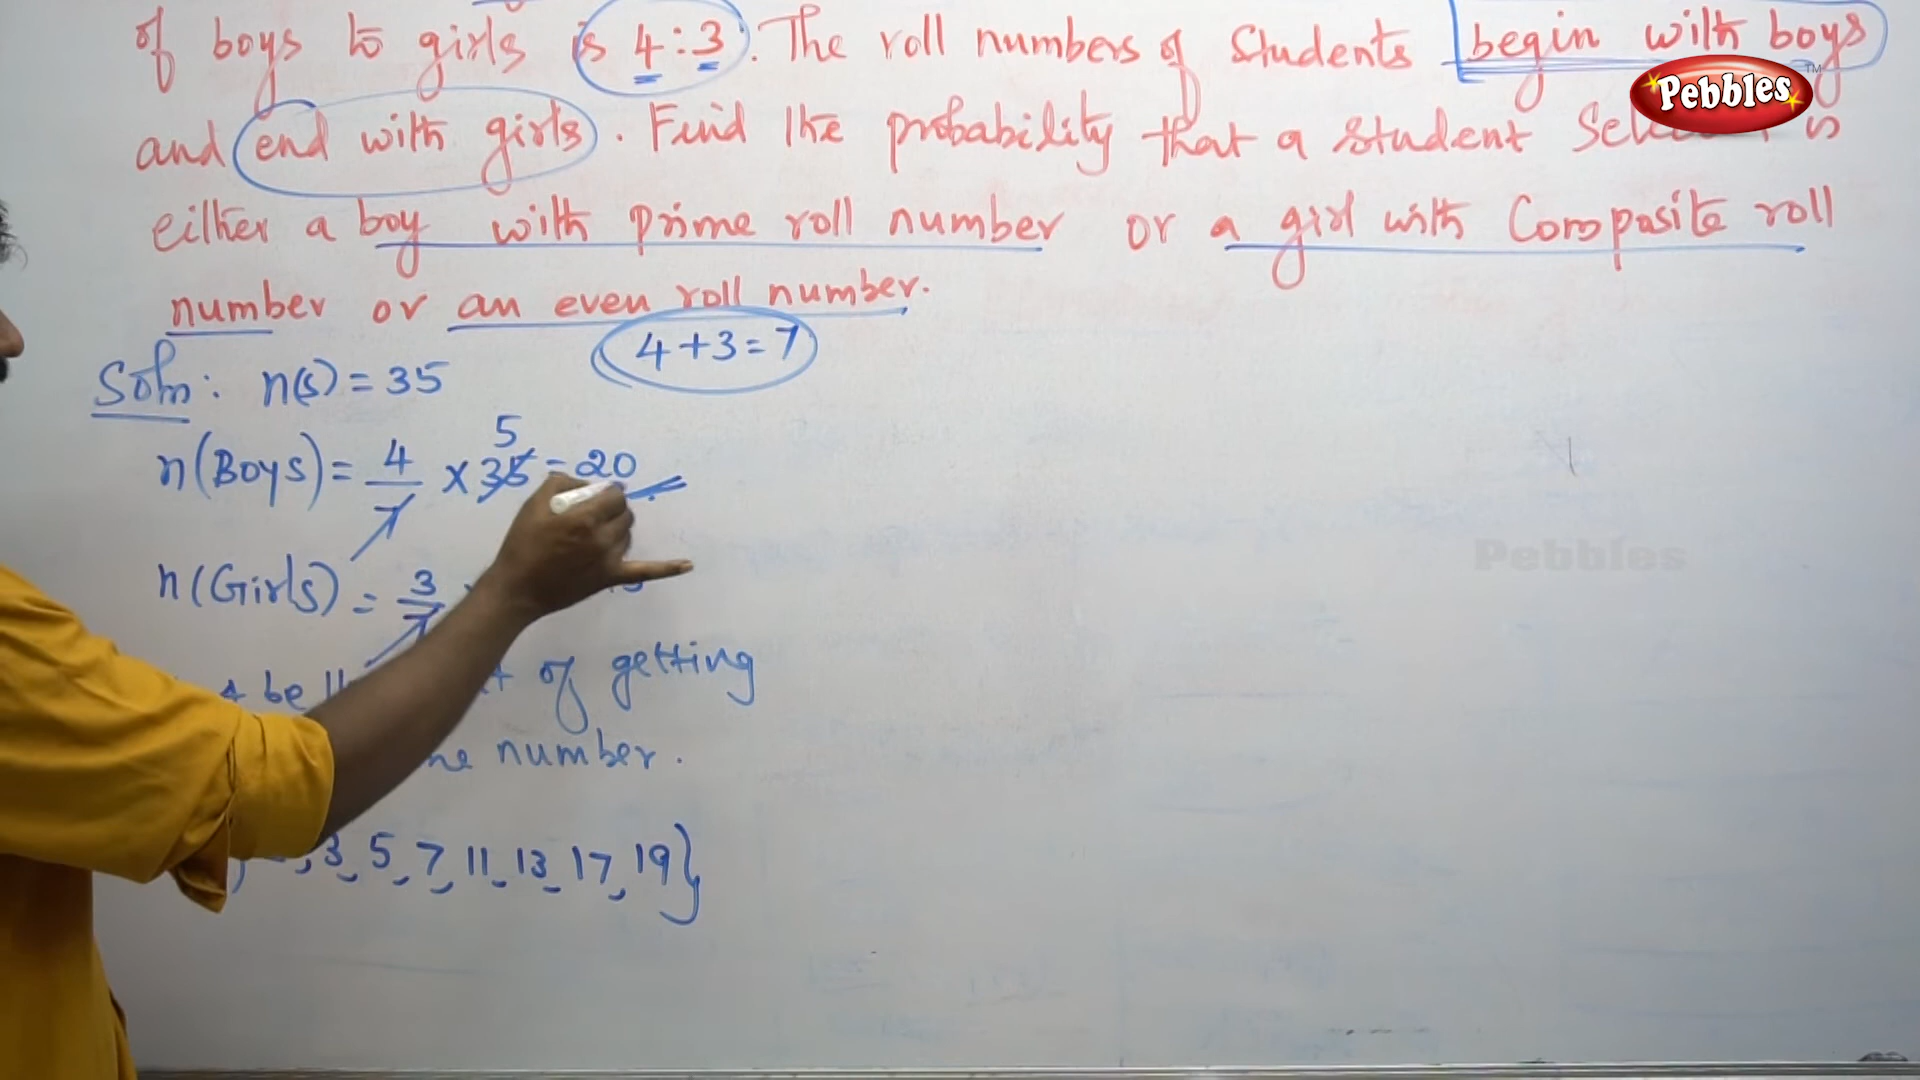 of boys to girls is 4:3. The roll numbers of students begin with boys
Pebbles TM
and end with girls. Find the probability that a student is
either a boy with prime roll number or a girl with Composite roll
number or an even roll number.
4+3=7
Soln: n(s)=35
5
n(Boys)= 4/7 ×35=20
n(Girls)= 3/7
Pebbles
be of getting
number.
,3,5,7,11,13,17,19}